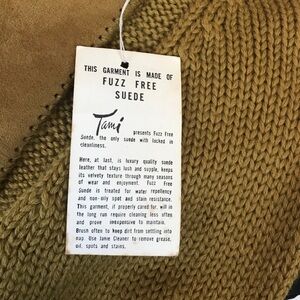 THIS GARMENT IS MADE OF
FUZZ FREE
SUEDE
Tami
presents Fuzz Free
Suede, the only suede with locked in
cleanliness.
Here, at last, is luxury quality suede
leather that stays lush and supple, keeps
its velvety texture through many seasons
of wear and enjoyment. Fuzz Free
Suede is treated for water repellency
and non-oily spot and stain resistance.
This garment, if properly cared for, will in
the long run require cleaning less often
and prove inexpensive to maintain.
Brush often to keep dirt from settling into
nap. Use Jamie Cleaner to remove grease,
oil, spots and stains.